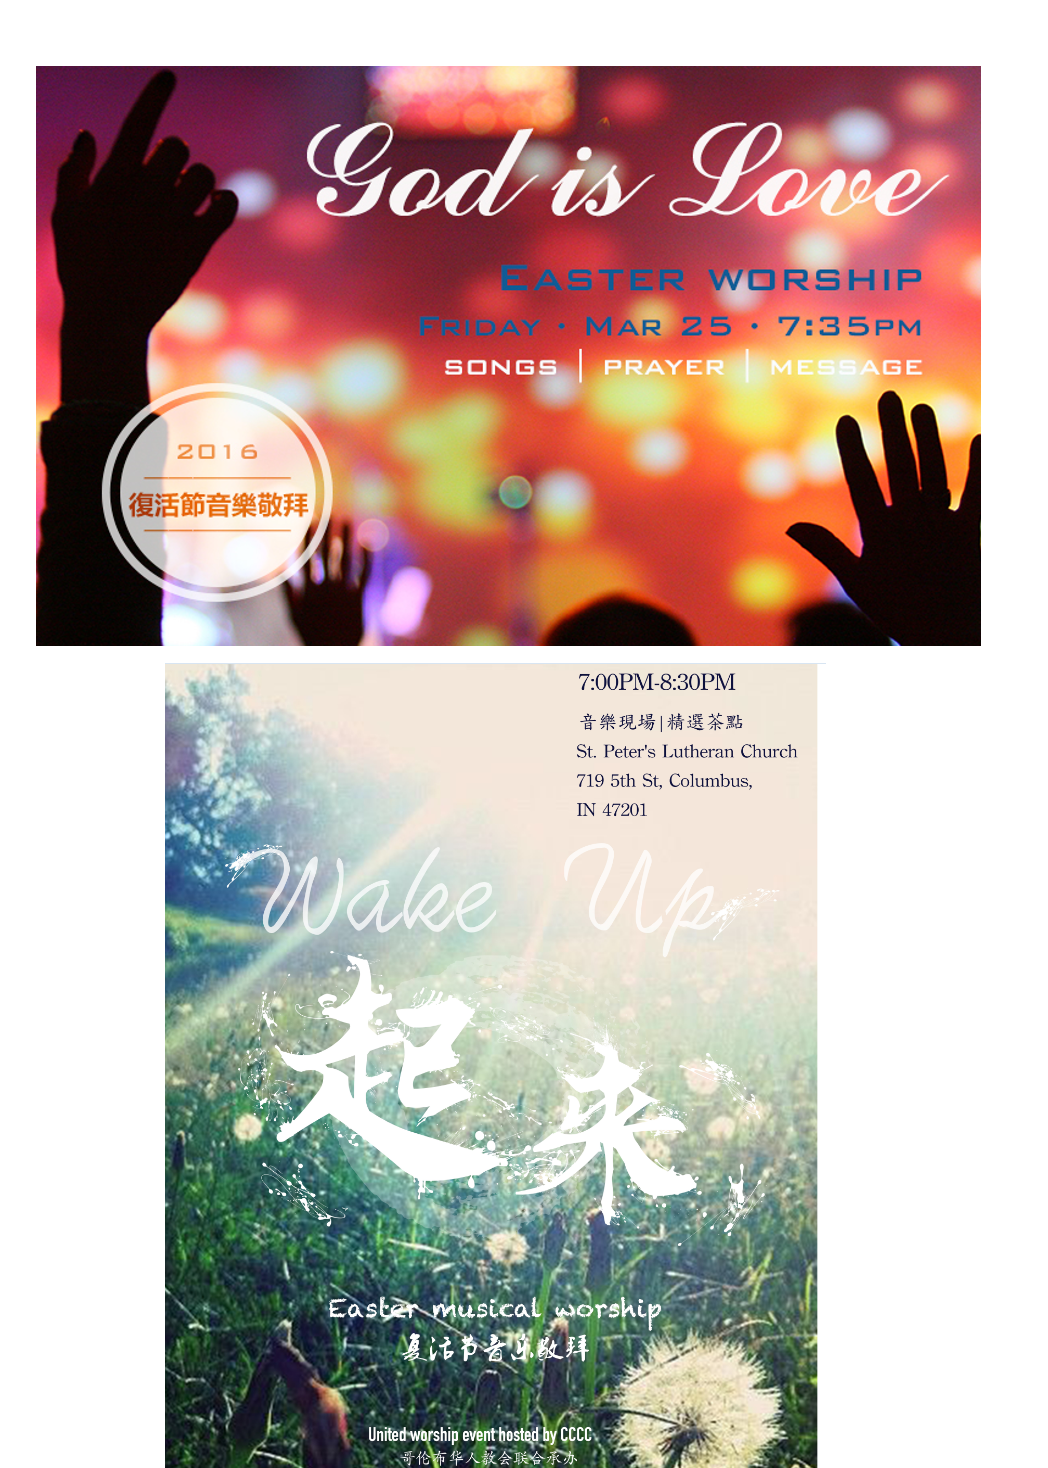 God is Love
EASTER WORSHIP
FRIDAY · MAR 25 · 7:35PM
SONGS | PRAYER | MESSAGE
2016
復活節音樂敬拜
7:00PM-8:30PM
音樂現場|精選茶點
St. Peter's Lutheran Church
719 5th St, Columbus,
IN 47201
Wake Up
起来
Easter musical worship
复活节音乐敬拜
United worship event hosted by CCCC
哥伦布华人教会联合承办